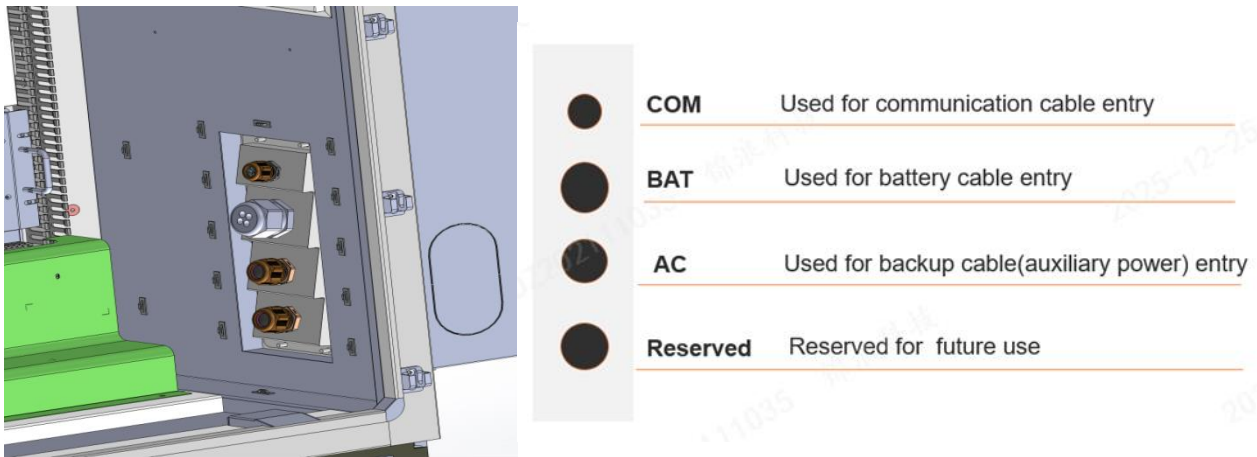 COM Used for communication cable entry
BAT Used for battery cable entry
AC Used for backup cable(auxiliary power) entry
Reserved Reserved for future use